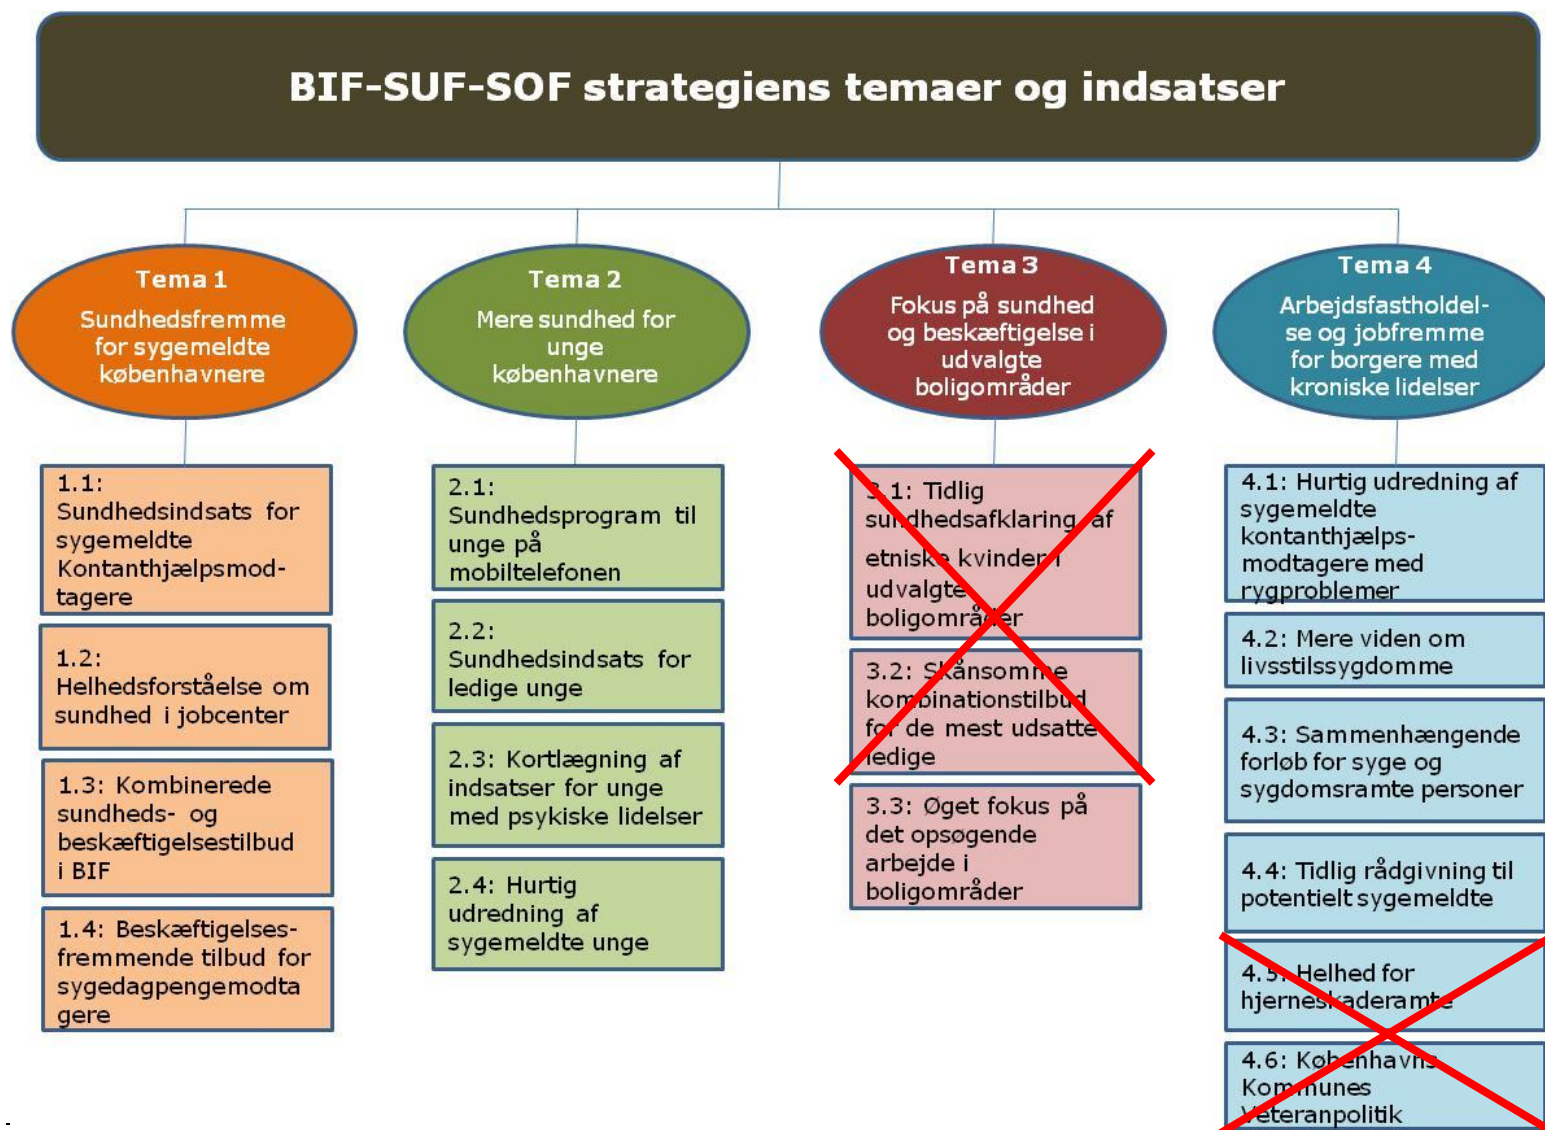 BIF-SUF-SOF strategiens temaer og indsatser
Tema 1
Sundhedsfremme
for sygemeldte
københavnere
Tema 2
Mere sundhed for
unge
københavnere
Tema 3
Fokus på sundhed
og beskæftigelse i
udvalgte
boligområder
Tema 4
Arbejdsfastholdel-
se og jobfremme
for borgere med
kroniske lidelser
1.1:
Sundhedsindsats for
sygemeldte
Kontanthjælpsmod-
tagere
1.2:
Helhedsforståelse om
sundhed i jobcenter
1.3: Kombinerede
sundheds- og
beskæftigelsestilbud
i BIF
1.4: Beskæftigelses-
fremmende tilbud for
sygedagpengemodta
gere
2.1:
Sundhedsprogram til
unge på
mobiltelefonen
2.2:
Sundhedsindsats for
ledige unge
2.3: Kortlægning af
indsatser for unge
med psykiske lidelser
2.4: Hurtig
udredning af
sygemeldte unge
3.1: Tidlig
sundhedsafklaring af
etniske kvinder i
udvalgte
boligområder
3.2: Skånsomme
kombinationstilbud
for de mest udsatte
ledige
3.3: Øget fokus på
det opsøgende
arbejde i
boligområder
4.1: Hurtig udredning af
sygemeldte
kontanthjælps-
modtagere med
rygproblemer
4.2: Mere viden om
livsstilssygdomme
4.3: Sammenhængende
forløb for syge og
sygdomsramte personer
4.4: Tidlig rådgivning til
potentielt sygemeldte
4.5: Helhed for
hjerneskaderamte
4.6: Københavns
Kommunes
Veteranpolitik